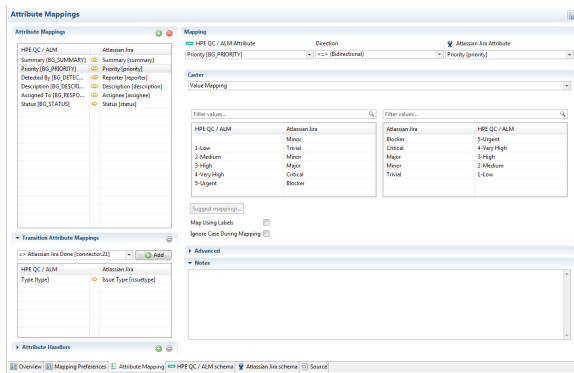 Attribute Mappings
Attribute Mappings
HPE QC / ALM Atlassian Jira
Summary [BG_SUMMARY] Summary [summary]
Priority [BG_PRIORITY] Priority [priority]
Detected By [BG_DETEC... Reporter [reporter]
Description [BG_DESCRI... Description [description]
Assigned To [BG_RESPO... Assignee [assignee]
Status [BG_STATUS] Status [status]
Transition Attribute Mappings
=> Atlassian Jira Done [connector.21] Add
HPE QC / ALM Atlassian Jira
Type [type] Issue Type [issuetype]
Attribute Handlers
Mapping
HPE QC / ALM Attribute Direction Atlassian Jira Attribute
Priority [BG_PRIORITY] <=> (Bidirectional) Priority [priority]
Caster
Value Mapping
Filter values...
HPE QC / ALM Atlassian Jira
Minor
1-Low Trivial
2-Medium Minor
3-High Major
4-Very High Critical
5-Urgent Blocker
Filter values...
Atlassian Jira HPE QC / ALM
Blocker 5-Urgent
Critical 4-Very High
Major 3-High
Minor 2-Medium
Trivial 1-Low
Suggest mappings...
Map Using Labels
Ignore Case During Mapping
Advanced
Notes
Overview Mapping Preferences Attribute Mapping HPE QC / ALM schema Atlassian Jira schema Source